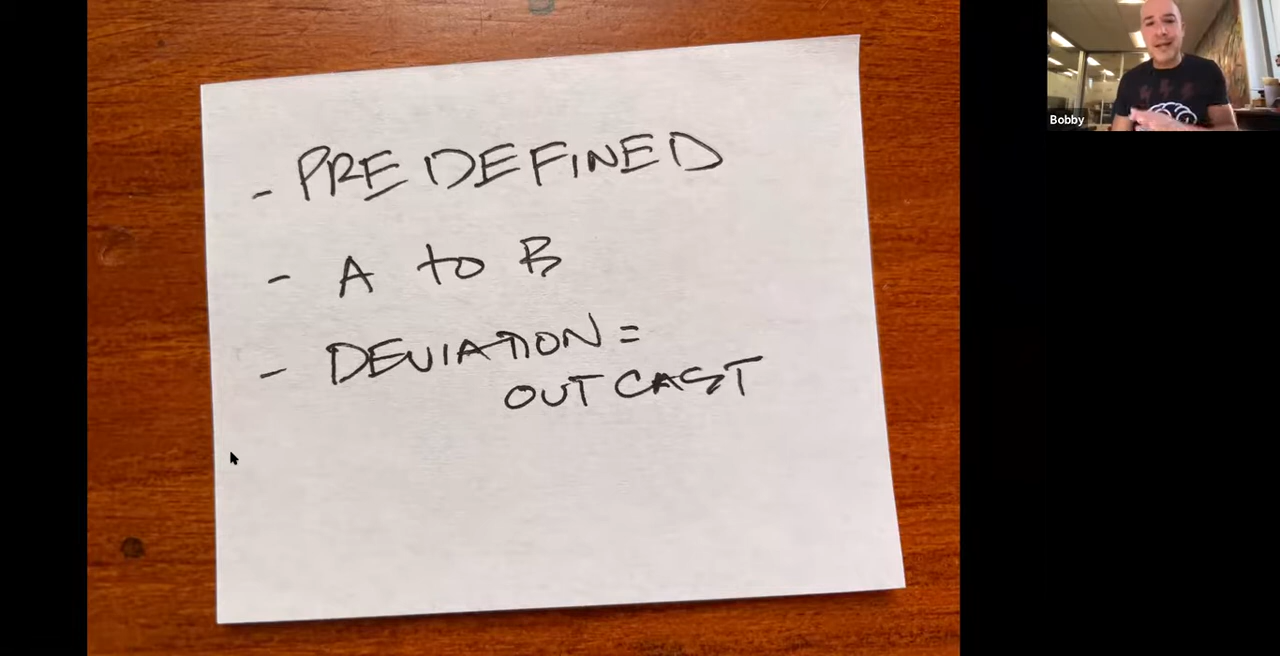 - PREDEFINED
- A to B
- DEVIATION =
OUTCAST
Bobby